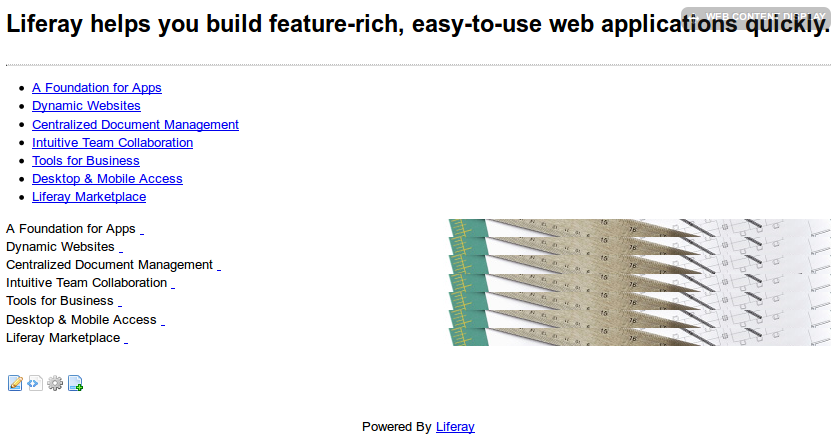 Liferay helps you build feature-rich, easy-to-use web applications quickly.
WEB CONTENT DISPLAY
A Foundation for Apps
Dynamic Websites
Centralized Document Management
Intuitive Team Collaboration
Tools for Business
Desktop & Mobile Access
Liferay Marketplace
A Foundation for Apps
Dynamic Websites
Centralized Document Management
Intuitive Team Collaboration
Tools for Business
Desktop & Mobile Access
Liferay Marketplace
Powered By Liferay